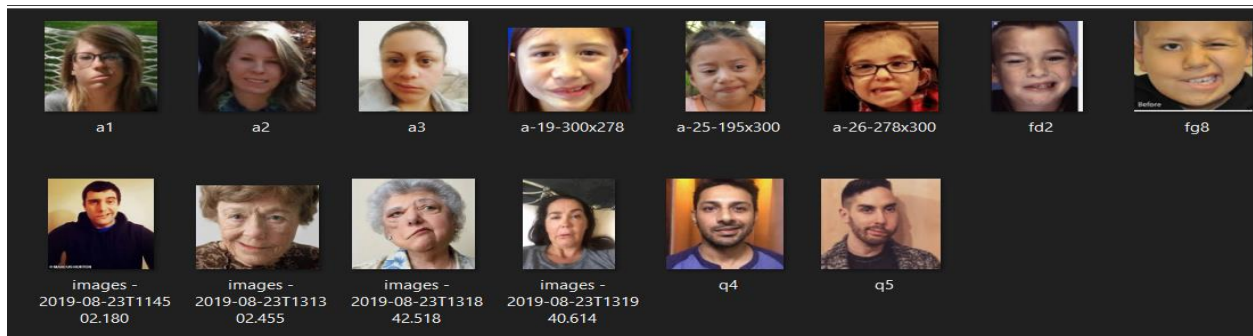 a1
a2
a3
a-19-300x278
a-25-195x300
a-26-278x300
fd2
Before
fg8
images -
2019-08-23T1145
02.180
images -
2019-08-23T1313
02.455
images -
2019-08-23T1318
42.518
images -
2019-08-23T1319
40.614
q4
q5